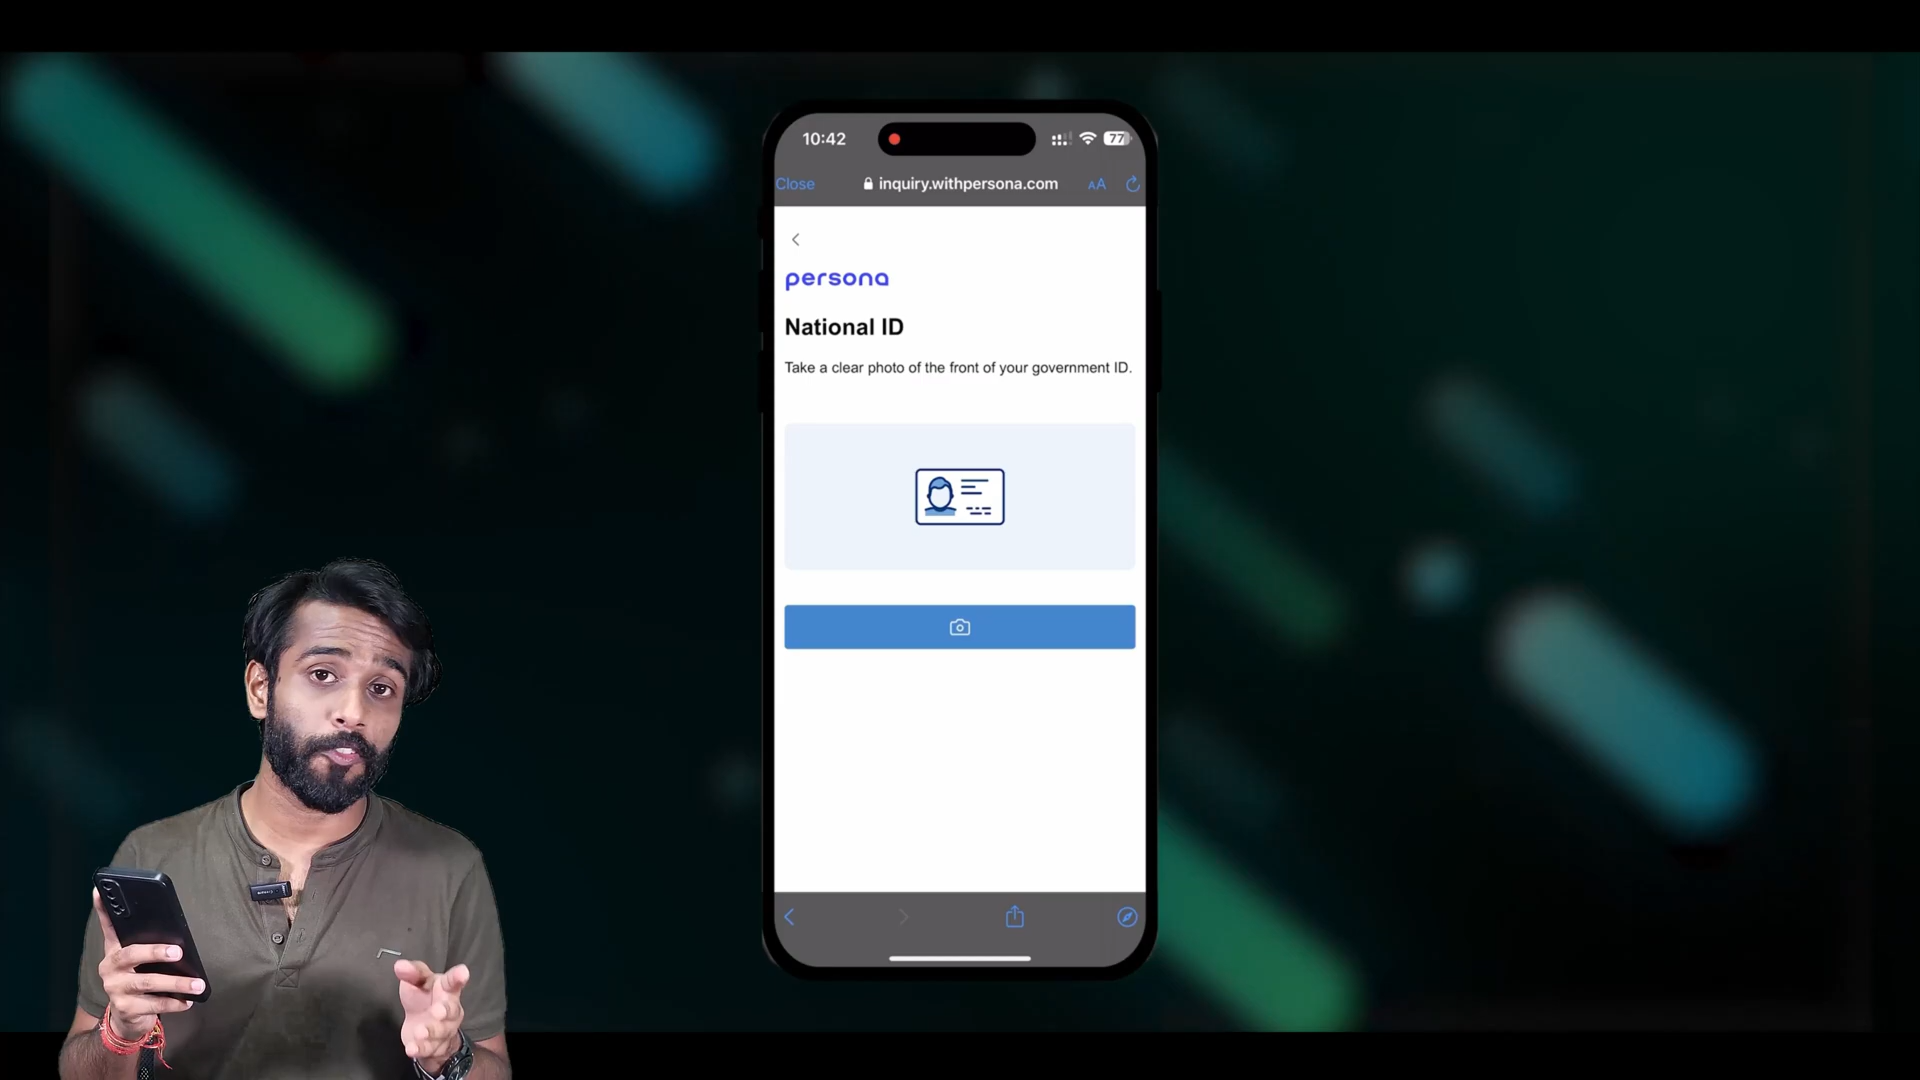 10:42
77
Close
inquiry.withpersona.com
AA
persona
National ID
Take a clear photo of the front of your government ID.